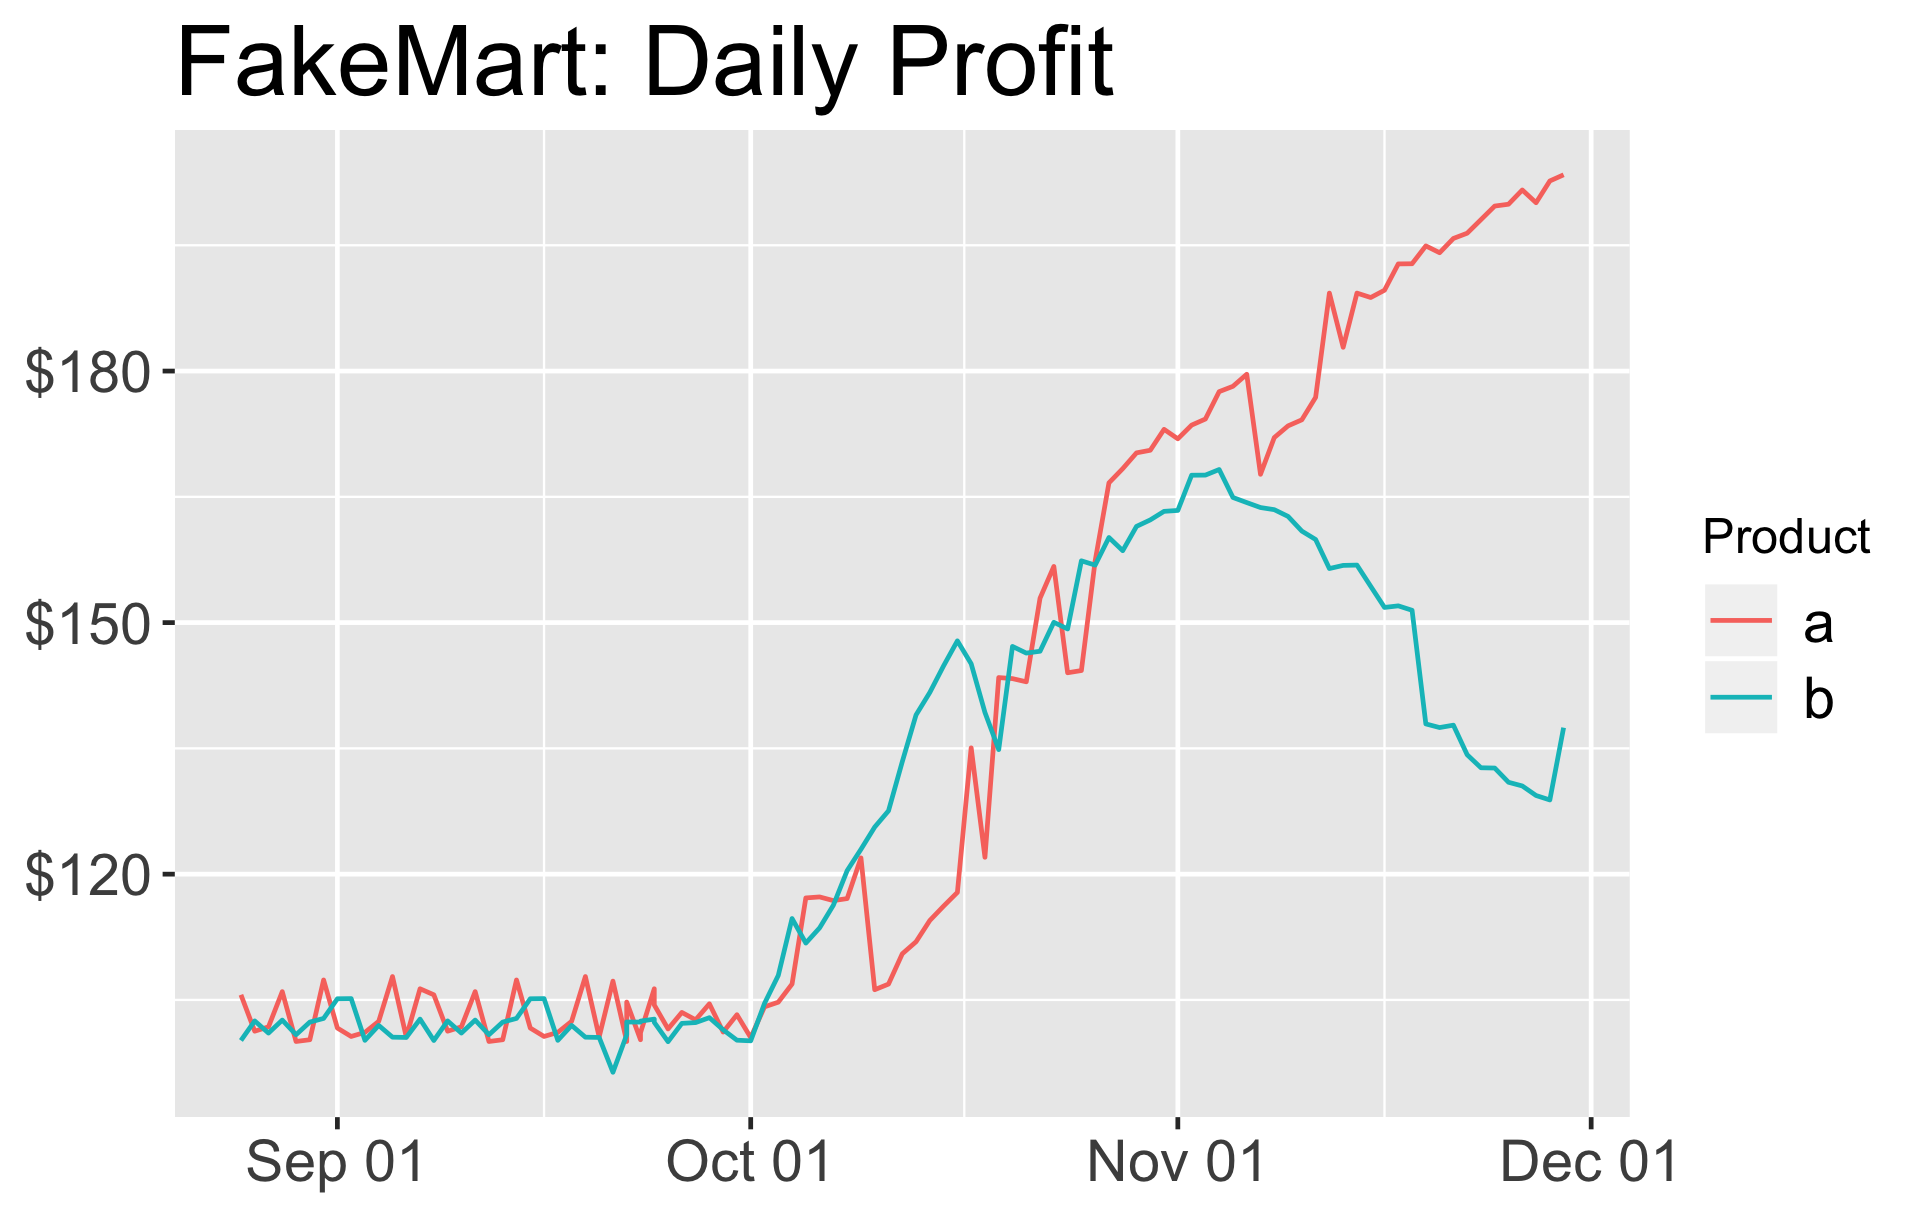 FakeMart: Daily Profit
$180
$150
$120
Sep 01
Oct 01
Nov 01
Dec 01
Product
a
b